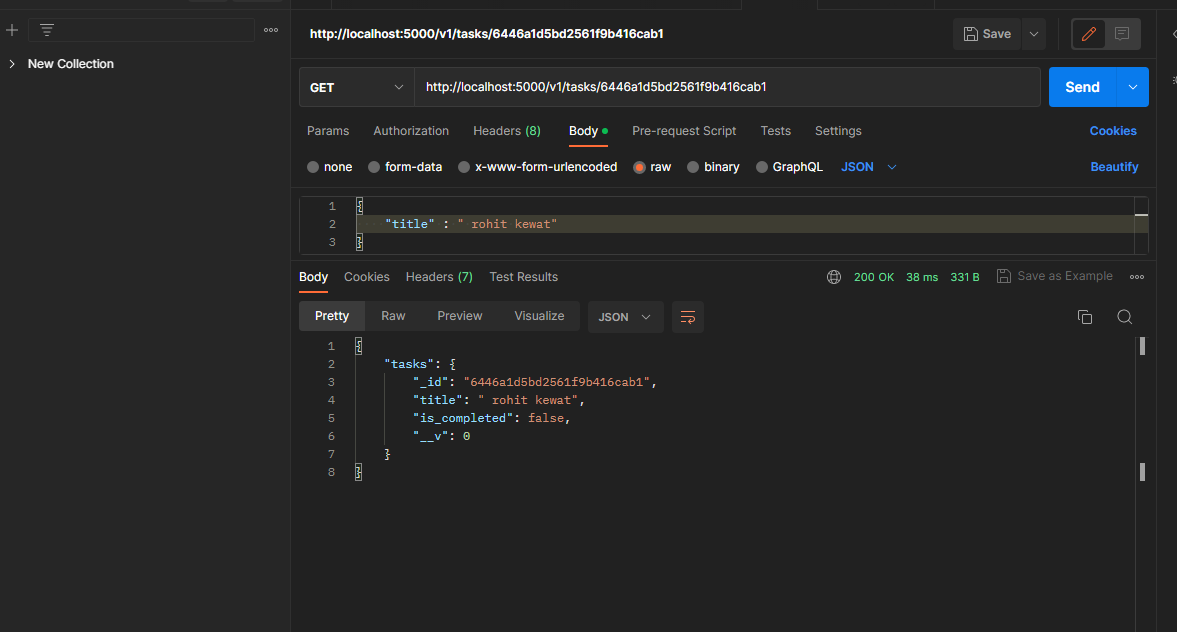 http://localhost:5000/v1/tasks/6446a1d5bd2561f9b416cab1
Save
New Collection
GET
http://localhost:5000/v1/tasks/6446a1d5bd2561f9b416cab1
Send
Params Authorization Headers (8) Body Pre-request Script Tests Settings Cookies
none form-data x-www-form-urlencoded raw binary GraphQL JSON Beautify
1 {
2 "title" : " rohit kewat"
3 }
Body Cookies Headers (7) Test Results 200 OK 38 ms 331 B Save as Example
Pretty Raw Preview Visualize JSON
1 {
2 "tasks": {
3 "_id": "6446a1d5bd2561f9b416cab1",
4 "title": " rohit kewat",
5 "is_completed": false,
6 "__v": 0
7 }
8 }